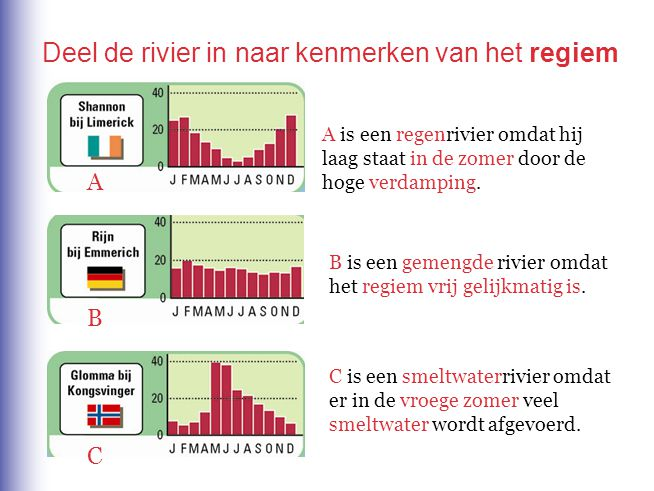 Deel de rivier in naar kenmerken van het regiem
Shannon
bij Limerick
40
20
0
J F M A M J J A S O N D
A
A is een regenrivier omdat hij
laag staat in de zomer door de
hoge verdamping.
Rijn
bij Emmerich
40
20
0
J F M A M J J A S O N D
B
B is een gemengde rivier omdat
het regiem vrij gelijkmatig is.
Glomma bij
Kongsvinger
40
20
0
J F M A M J J A S O N D
C
C is een smeltwaterrivier omdat
er in de vroege zomer veel
smeltwater wordt afgevoerd.